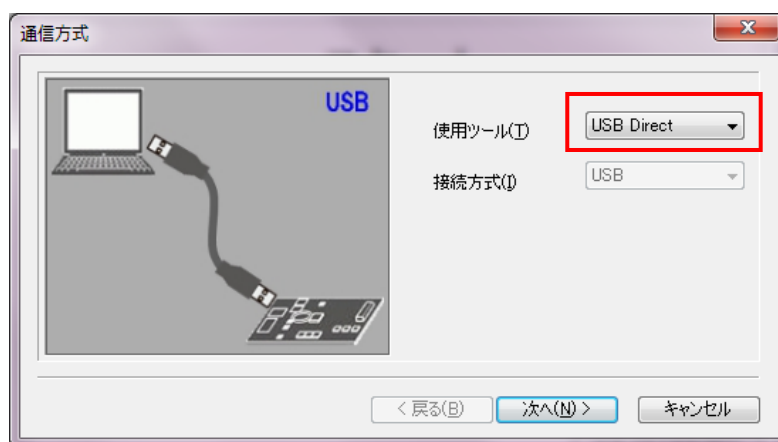 通信方式
USB
使用ツール(T)
USB Direct
接続方式(I)
USB
< 戻る(B)
次へ(N) >
キャンセル